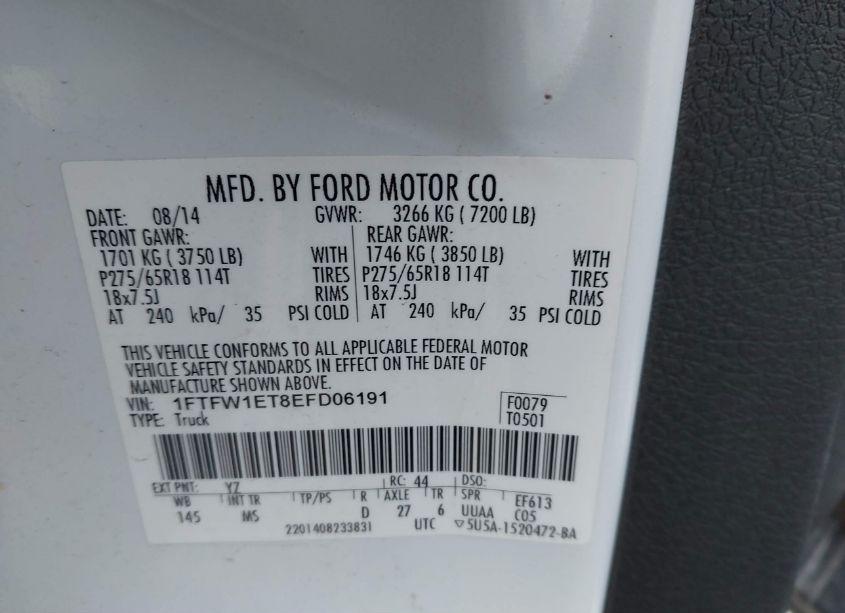 MFD. BY FORD MOTOR CO.
DATE: 08/14 GVWR: 3266 KG ( 7200 LB)
FRONT GAWR: REAR GAWR:
1701 KG ( 3750 LB) WITH 1746 KG ( 3850 LB) WITH
P275/65R18 114T TIRES P275/65R18 114T TIRES
18x7.5J RIMS 18x7.5J RIMS
AT 240 kPa/ 35 PSI COLD AT 240 kPa/ 35 PSI COLD
THIS VEHICLE CONFORMS TO ALL APPLICABLE FEDERAL MOTOR
VEHICLE SAFETY STANDARDS IN EFFECT ON THE DATE OF
MANUFACTURE SHOWN ABOVE.
VIN: 1FTFW1ET8EFD06191 F0079
TYPE: Truck T0501
EXT PNT: YZ RC: 44 DSO:
WB INT TR TP/PS R AXLE TR SPR EF613
145 MS D 27 6 UUAA C05
2201408233831 UTC ▽5U5A-1520472-BA